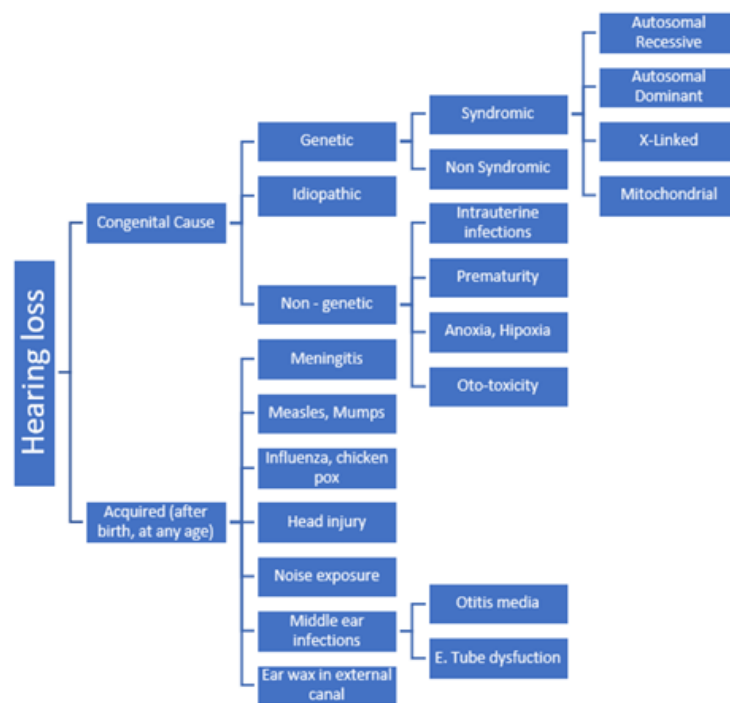 Hearing loss
Congenital Cause
Genetic
Syndromic
Autosomal
Recessive
Autosomal
Dominant
X-Linked
Mitochondrial
Non Syndromic
Idiopathic
Non - genetic
Intrauterine
infections
Prematurity
Anoxia, Hipoxia
Oto-toxicity
Acquired (after
birth, at any age)
Meningitis
Measles, Mumps
Influenza, chicken
pox
Head injury
Noise exposure
Middle ear
infections
Otitis media
E. Tube dysfuction
Ear wax in external
canal